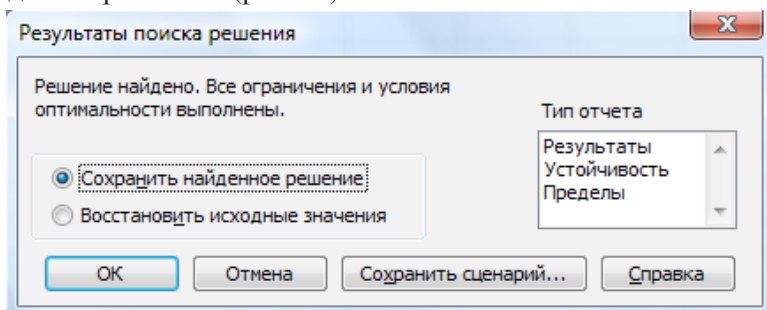 Результаты поиска решения
Решение найдено. Все ограничения и условия
оптимальности выполнены.
Тип отчета
Результаты
Устойчивость
Пределы
Сохранить найденное решение
Восстановить исходные значения
ОК Отмена Сохранить сценарий... Справка